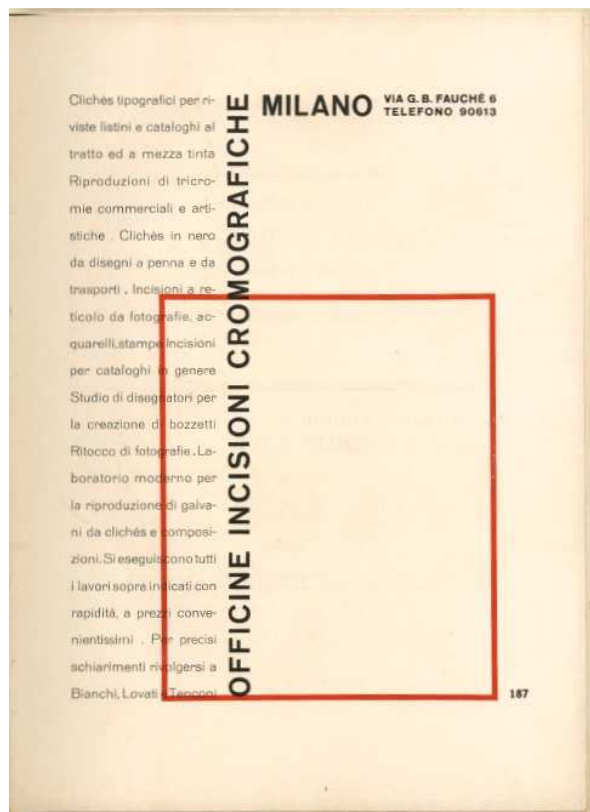 Clichés tipografici per ri-
viste listini e cataloghi al
tratto ed a mezza tinta
Riproduzioni di tricro-
mie commerciali e arti-
stiche . Clichés in nero
da disegni a penna e da
trasporti . Incisioni a re-
ticolo da fotografie, ac-
quarelli,stampe,incisioni
per cataloghi in genere
Studio di disegnatori per
la creazione di bozzetti
Ritocco di fotografie . La-
boratorio moderno per
la riproduzione di galva-
ni da clichés e composi-
zioni. Si eseguiscono tutti
i lavori sopra indicati con
rapidità, a prezzi conve-
nientissimi . Per precisi
schiarimenti rivolgersi a
Bianchi, Lovati e Tenconi
OFFICINE INCISIONI CROMOGRAFICHE
MILANO
VIA G. B. FAUCHÉ 6
TELEFONO 90613
187